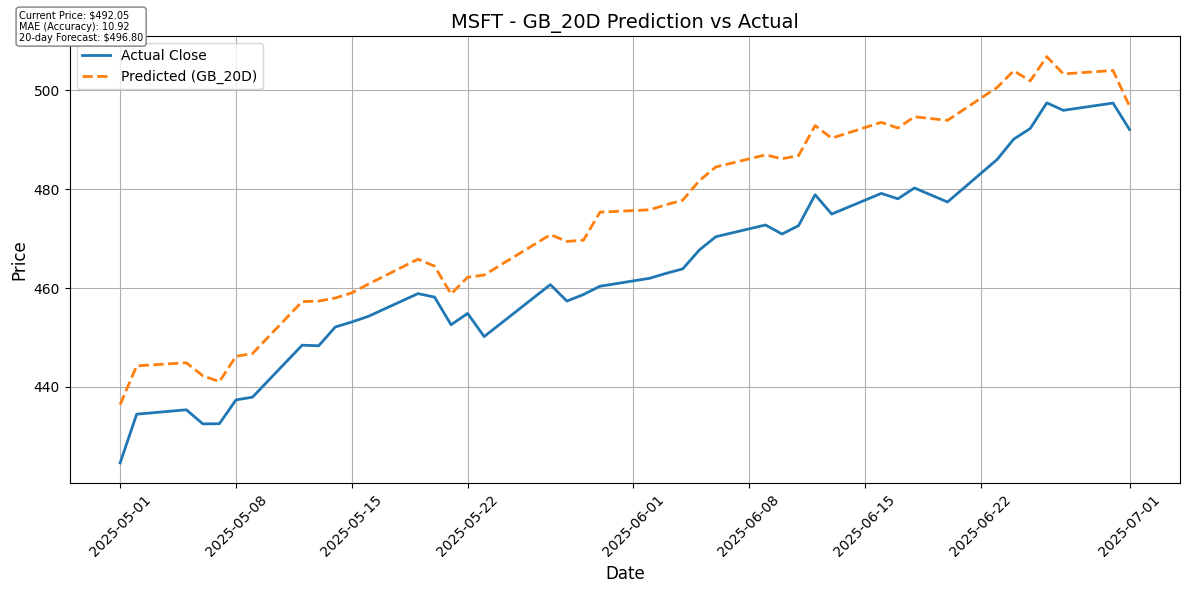 MSFT - GB_20D Prediction vs Actual
Current Price: $492.05
MAE (Accuracy): 10.92
20-day Forecast: $496.80
Actual Close
Predicted (GB_20D)
Price
500
480
460
440
2025-05-01
2025-05-08
2025-05-15
2025-05-22
2025-06-01
2025-06-08
2025-06-15
2025-06-22
2025-07-01
Date